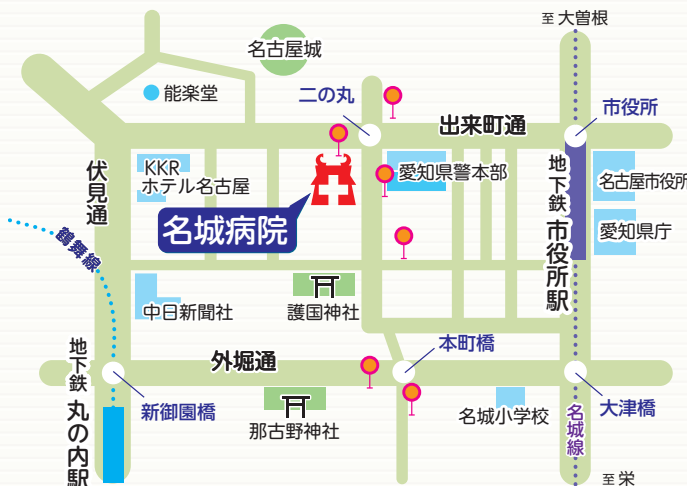 至 大曽根
名古屋城
能楽堂
二の丸
市役所
出来町通
KKR
ホテル名古屋
愛知県警本部
地下鉄 市役所駅
名古屋市役所
伏見通
名城病院
愛知県庁
鶴舞線
中日新聞社
護国神社
本町橋
外堀通
地下鉄 丸の内駅
新御園橋
那古野神社
名城小学校
大津橋
名城線
至 栄